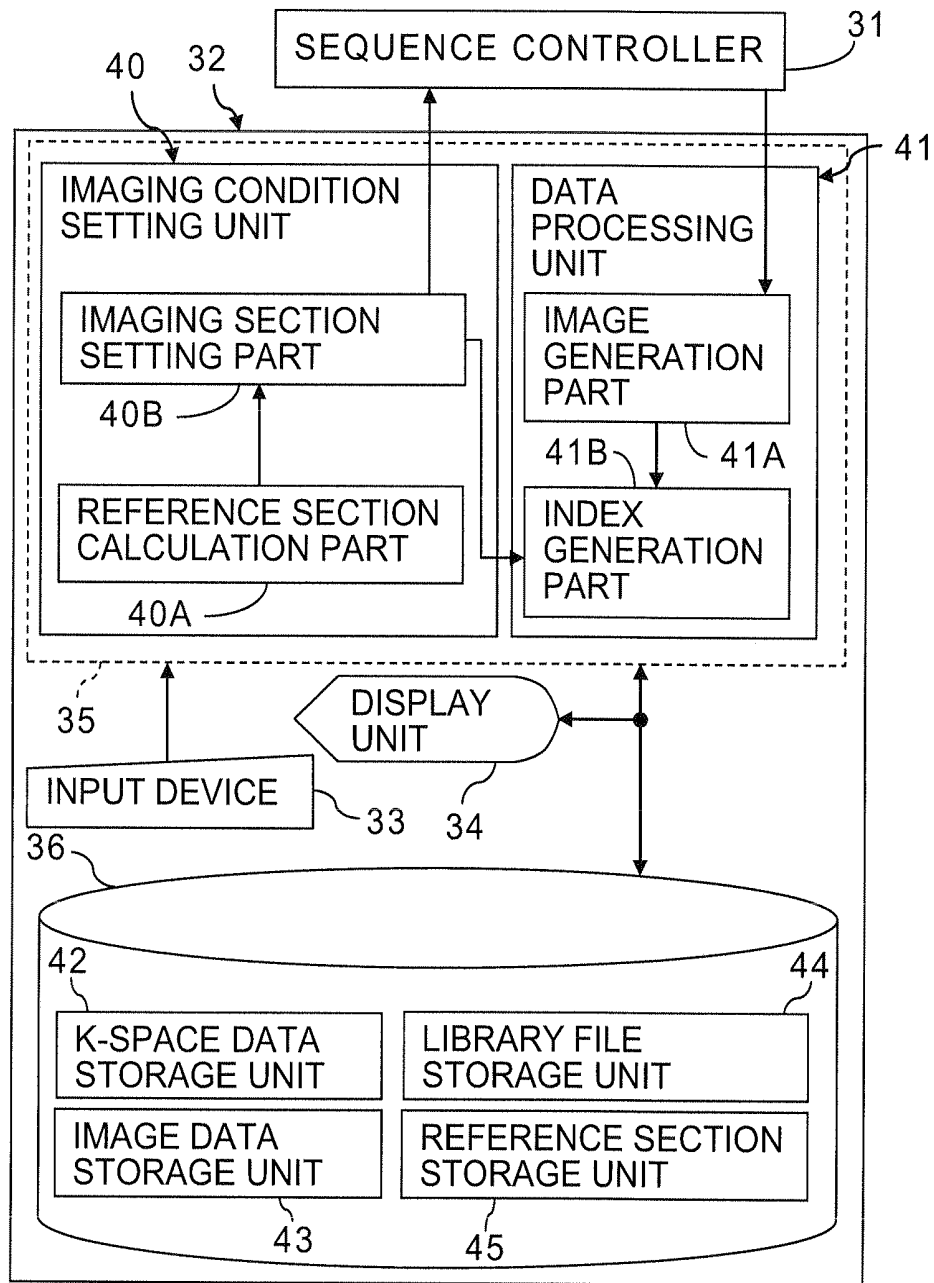 SEQUENCE CONTROLLER
31
32
40
41
IMAGING CONDITION
SETTING UNIT
DATA
PROCESSING
UNIT
IMAGING SECTION
SETTING PART
40B
IMAGE
GENERATION
PART
41A
41B
REFERENCE SECTION
CALCULATION PART
40A
INDEX
GENERATION
PART
35
DISPLAY
UNIT
34
INPUT DEVICE
33
36
42
44
K-SPACE DATA
STORAGE UNIT
LIBRARY FILE
STORAGE UNIT
IMAGE DATA
STORAGE UNIT
REFERENCE SECTION
STORAGE UNIT
43
45